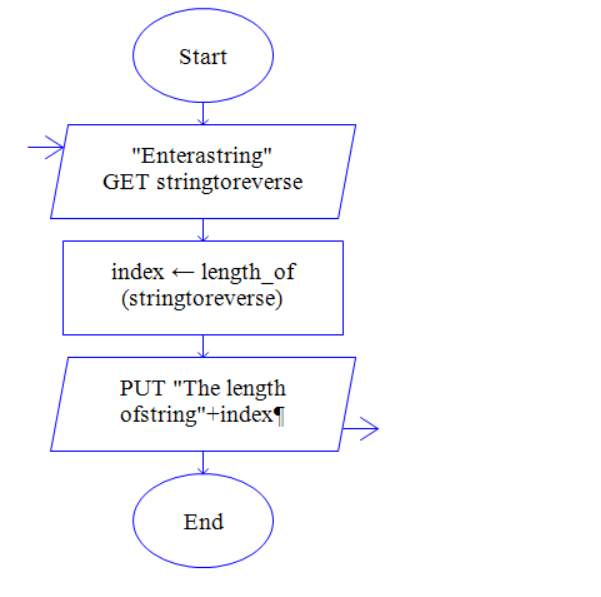 Start
"Enterastring"
GET stringtoreverse
index ← length_of
(stringtoreverse)
PUT "The length
ofstring"+index¶
End